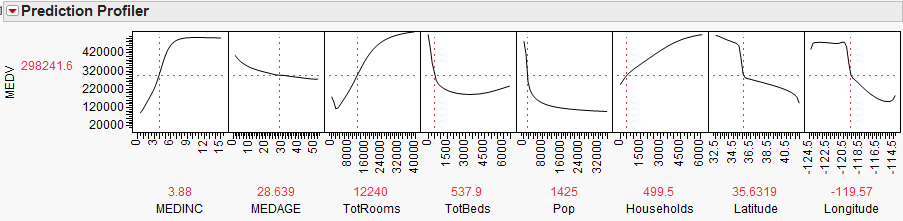 Prediction Profiler
MEDV
298241.6
420000
320000
220000
120000
20000
0 3 6 9 12 15
0 10 20 30 40 50
0 8000 16000 24000 32000 40000
0 1500 3000 4500 6000
0 8000 16000 24000 32000
0 1500 3000 4500 6000
32.5 34.5 36.5 38.5 40.5
-124.5 -122.5 -120.5 -118.5 -116.5 -114.5
3.88 28.639 12240 537.9 1425 499.5 35.6319 -119.57
MEDINC MEDAGE TotRooms TotBeds Pop Households Latitude Longitude